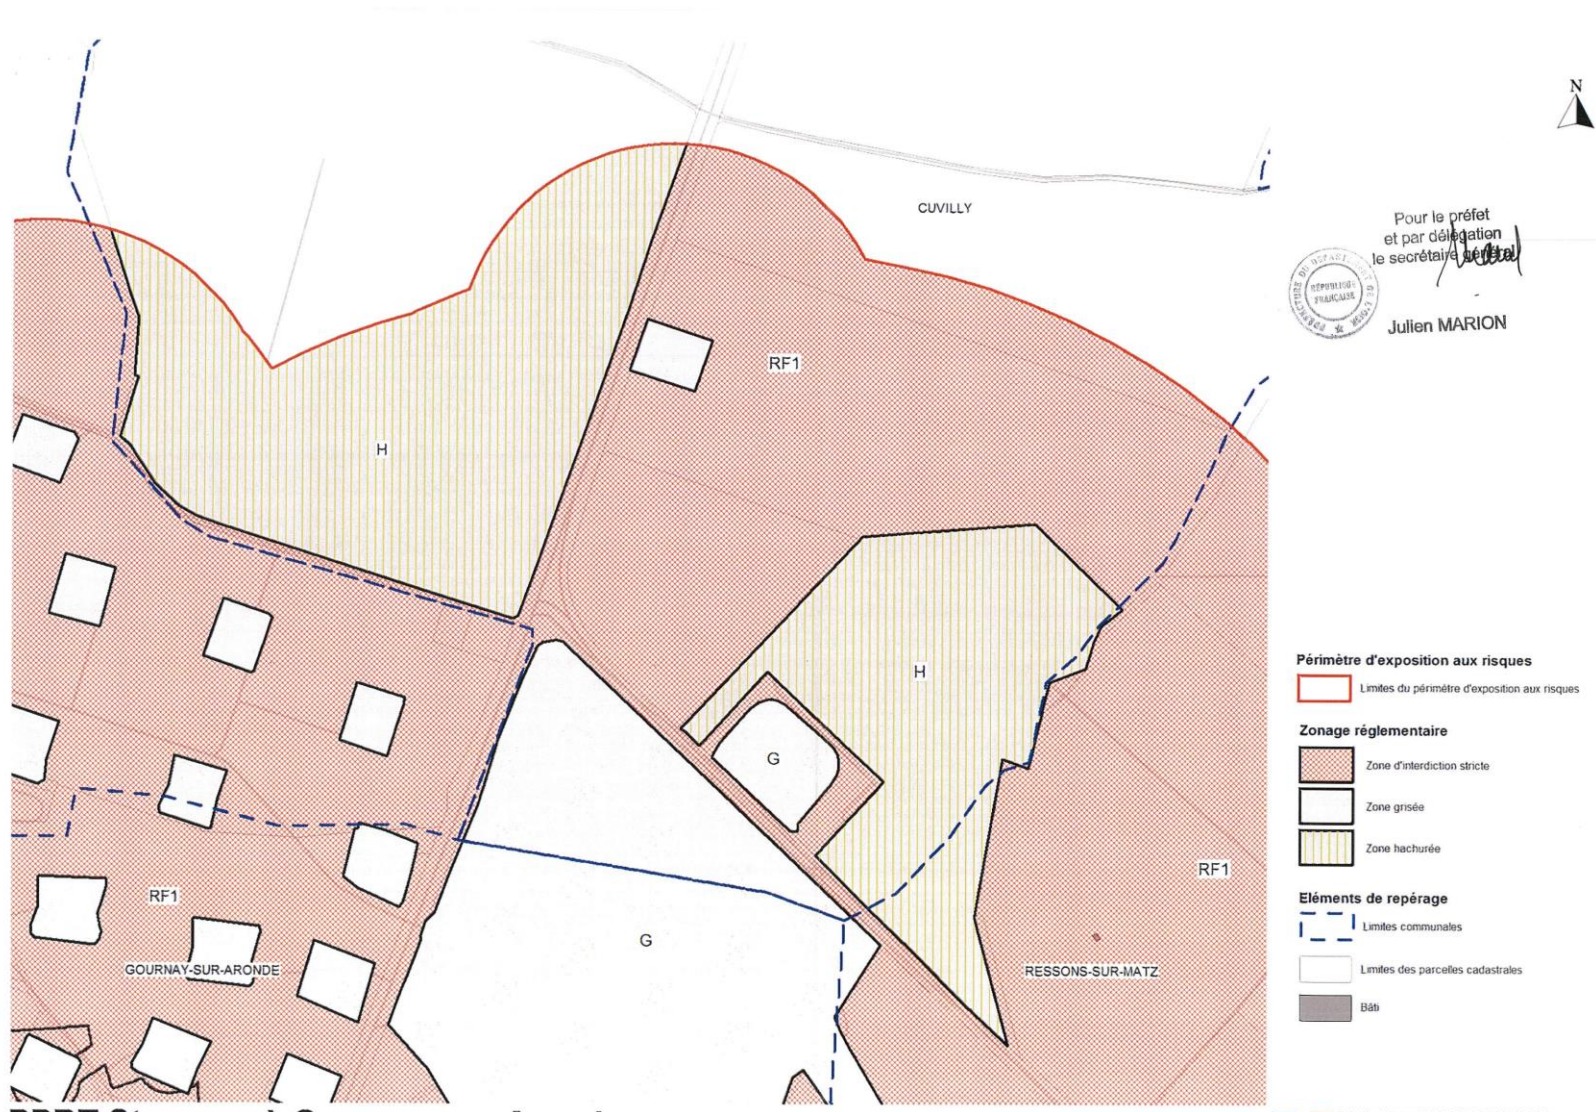 N
CUVILLY
Pour le préfet
et par délégation
le secrétaire général
RÉPUBLIQUE
FRANÇAISE
Julien MARION
RF1
H
H
G
RF1
RF1
G
GOURNAY-SUR-ARONDE
RESSONS-SUR-MATZ
Périmètre d'exposition aux risques
Limites du périmètre d'exposition aux risques
Zonage réglementaire
Zone d'interdiction stricte
Zone grisée
Zone hachurée
Eléments de repérage
Limites communales
Limites des parcelles cadastrales
Bâti